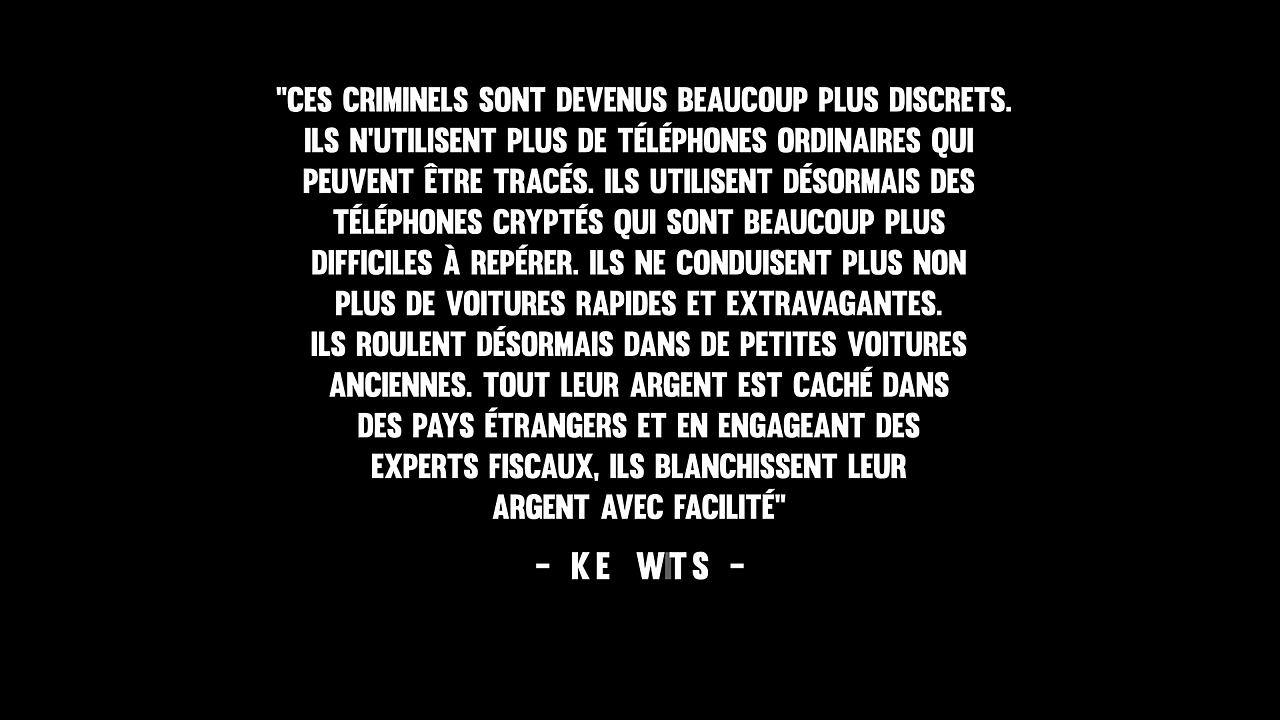 "CES CRIMINELS SONT DEVENUS BEAUCOUP PLUS DISCRETS.
ILS N'UTILISENT PLUS DE TÉLÉPHONES ORDINAIRES QUI
PEUVENT ÊTRE TRACÉS. ILS UTILISENT DÉSORMAIS DES
TÉLÉPHONES CRYPTÉS QUI SONT BEAUCOUP PLUS
DIFFICILES À REPÉRER. ILS NE CONDUISENT PLUS NON
PLUS DE VOITURES RAPIDES ET EXTRAVAGANTES.
ILS ROULENT DÉSORMAIS DANS DE PETITES VOITURES
ANCIENNES. TOUT LEUR ARGENT EST CACHÉ DANS
DES PAYS ÉTRANGERS ET EN ENGAGEANT DES
EXPERTS FISCAUX, ILS BLANCHISSENT LEUR
ARGENT AVEC FACILITÉ"
- KE WITS -